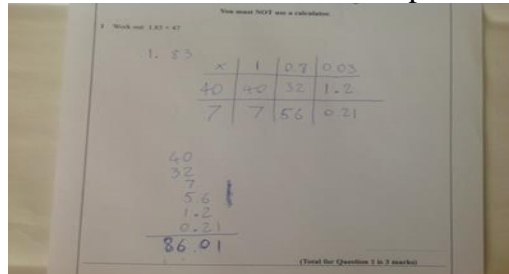 You must NOT use a calculator.
1 Work out 1.83 × 47
1. 83
× 1 0.8 0.03
40 40 32 1.2
7 7 56 0.21
40
32
7
5.6
1.2
0.21
86.01
(Total for Question 1 is 3 marks)